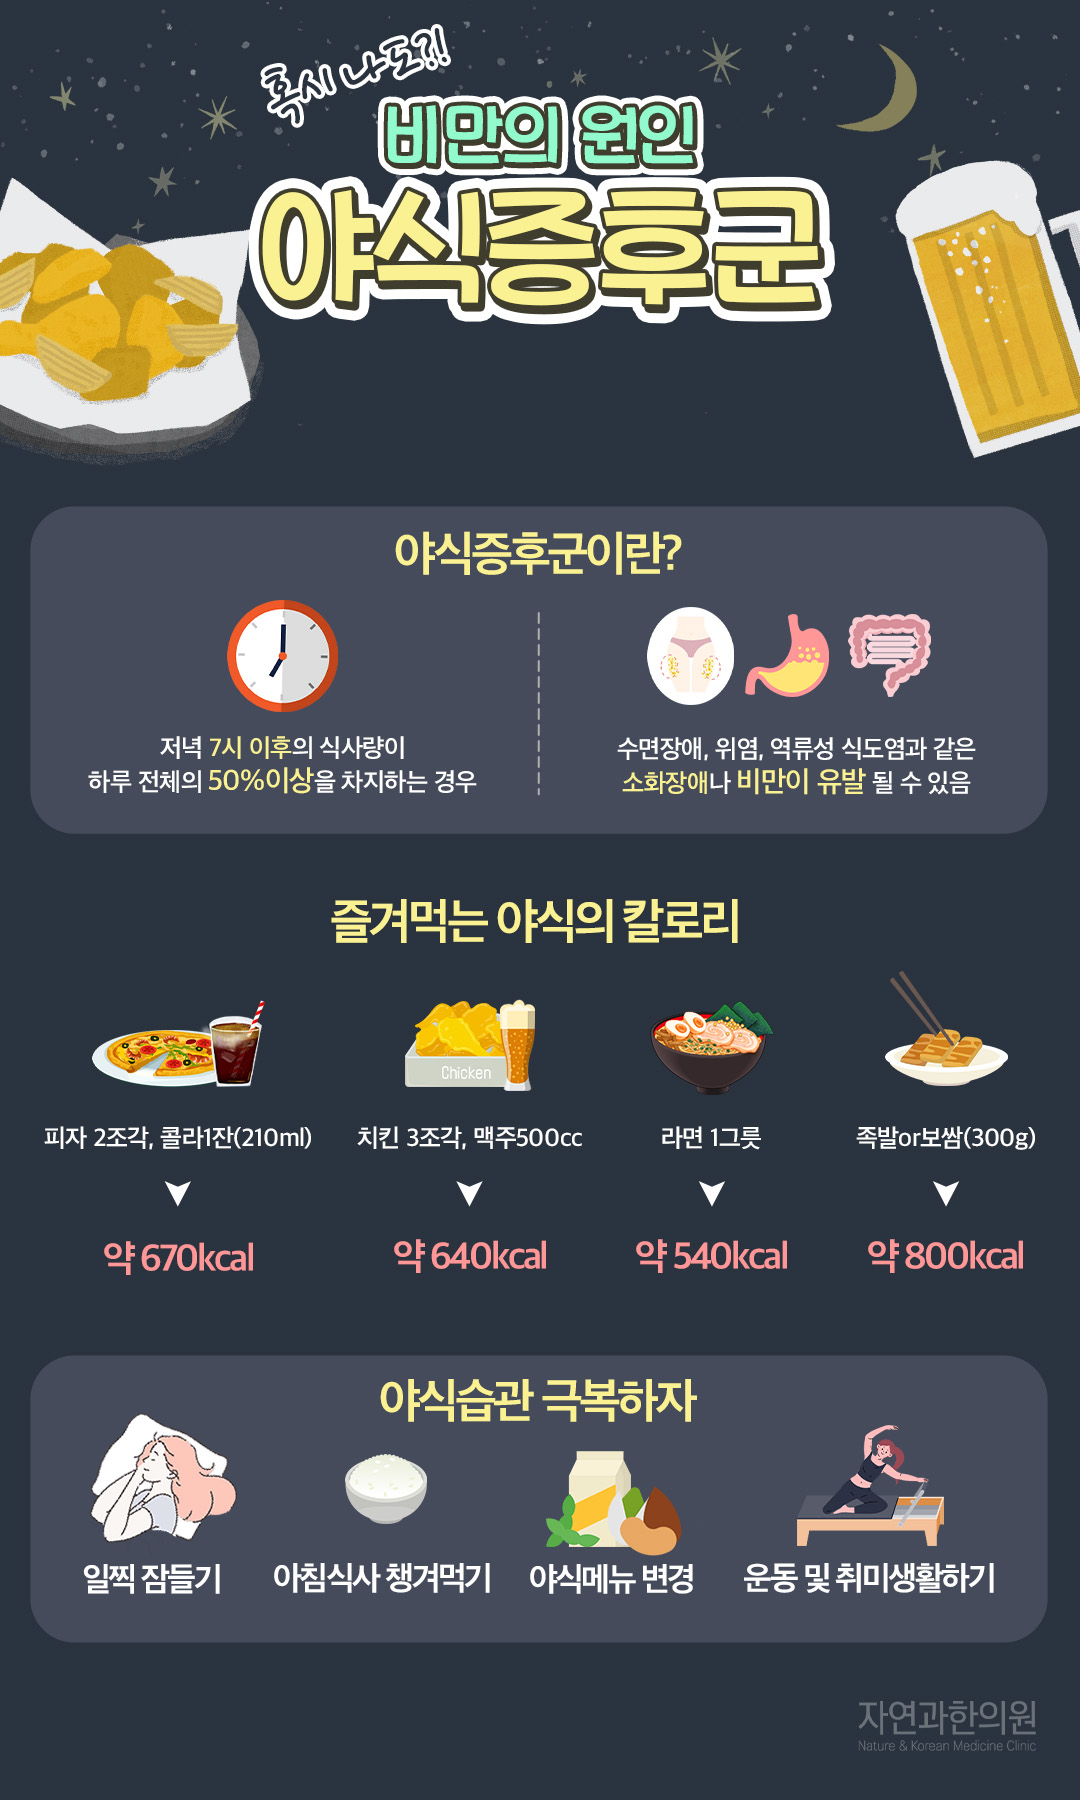 혹시 나도?!
비만의 원인
야식증후군
야식증후군이란?
저녁 7시 이후의 식사량이
하루 전체의 50%이상을 차지하는 경우
수면장애, 위염, 역류성 식도염과 같은
소화장애나 비만이 유발 될 수 있음
즐겨먹는 야식의 칼로리
Chicken
피자 2조각, 콜라1잔(210ml)
치킨 3조각, 맥주500cc
라면 1그릇
족발or보쌈(300g)
약 670kcal
약 640kcal
약 540kcal
약 800kcal
야식습관 극복하자
일찍 잠들기
아침식사 챙겨먹기
야식메뉴 변경
운동 및 취미생활하기
자연과한의원
Nature & Korean Medicine Clinic